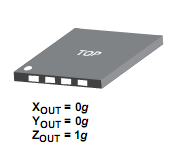 TOP
XOUT = 0g
YOUT = 0g
ZOUT = 1g